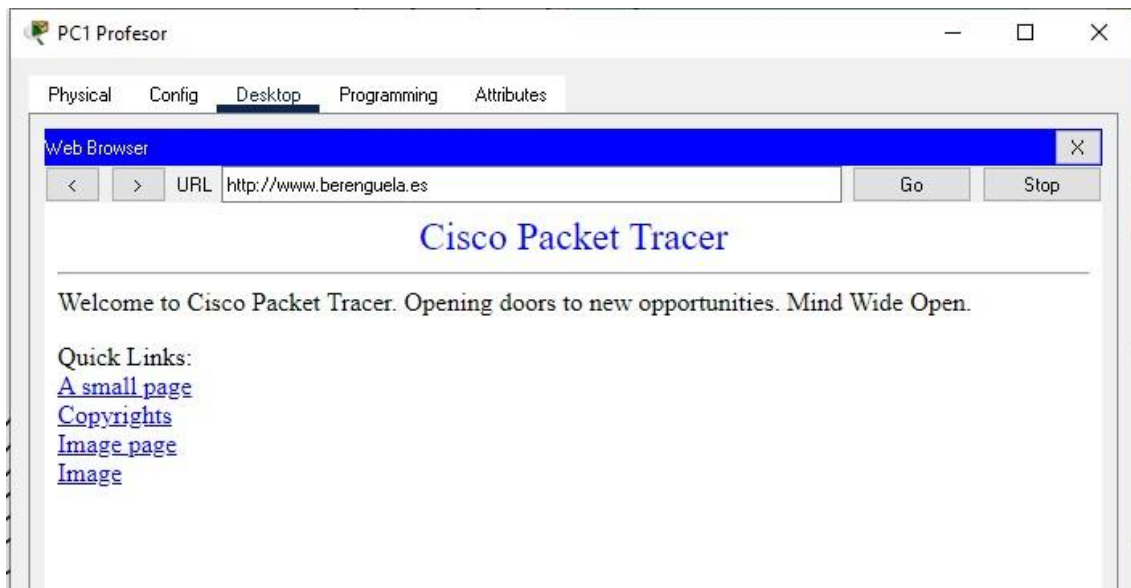 PC1 Profesor
Physical Config Desktop Programming Attributes
Web Browser X
< > URL http://www.berenguela.es Go Stop
Cisco Packet Tracer
Welcome to Cisco Packet Tracer. Opening doors to new opportunities. Mind Wide Open.
Quick Links:
A small page
Copyrights
Image page
Image